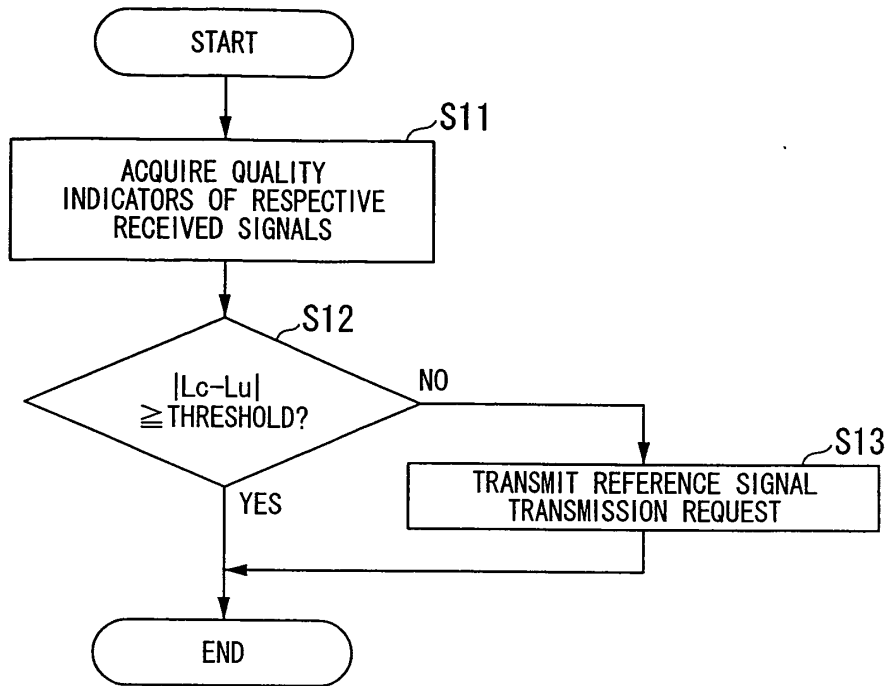 START
S11
ACQUIRE QUALITY
INDICATORS OF RESPECTIVE
RECEIVED SIGNALS
S12
|Lc-Lu|
≧THRESHOLD?
NO
S13
TRANSMIT REFERENCE SIGNAL
TRANSMISSION REQUEST
YES
END